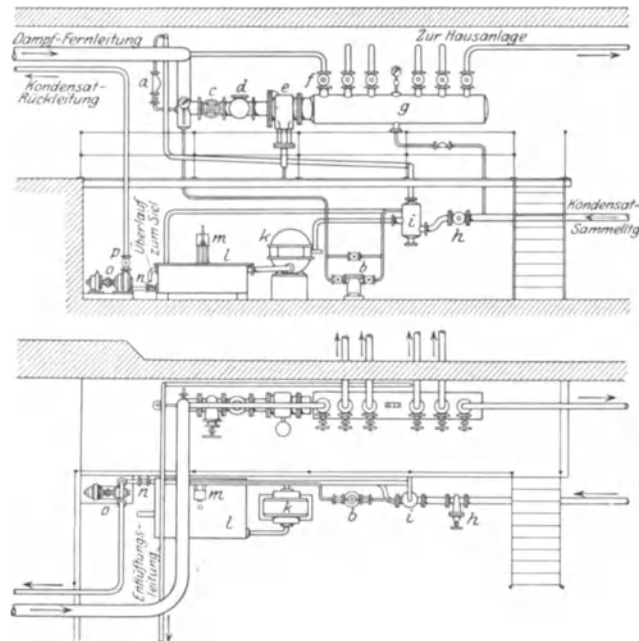 Dampf-Fernleitung
Zur Hausanlage
Kondensat-
Rückleitung
a
c
d
e
f
g
Überlauf
zum Siel
m
l
k
i
h
b
p
o
n
Kondensat-
Sammelltg
n
o
m
l
k
b
i
h
Entlüftungs-
leitung